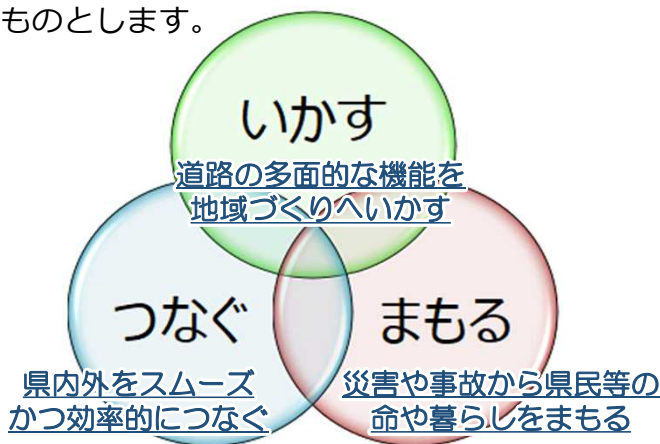 ものとします。
いかす
道路の多面的な機能を
地域づくりへいかす
つなぐ
県内外をスムーズ
かつ効率的につなぐ
まもる
災害や事故から県民等の
命や暮らしをまもる